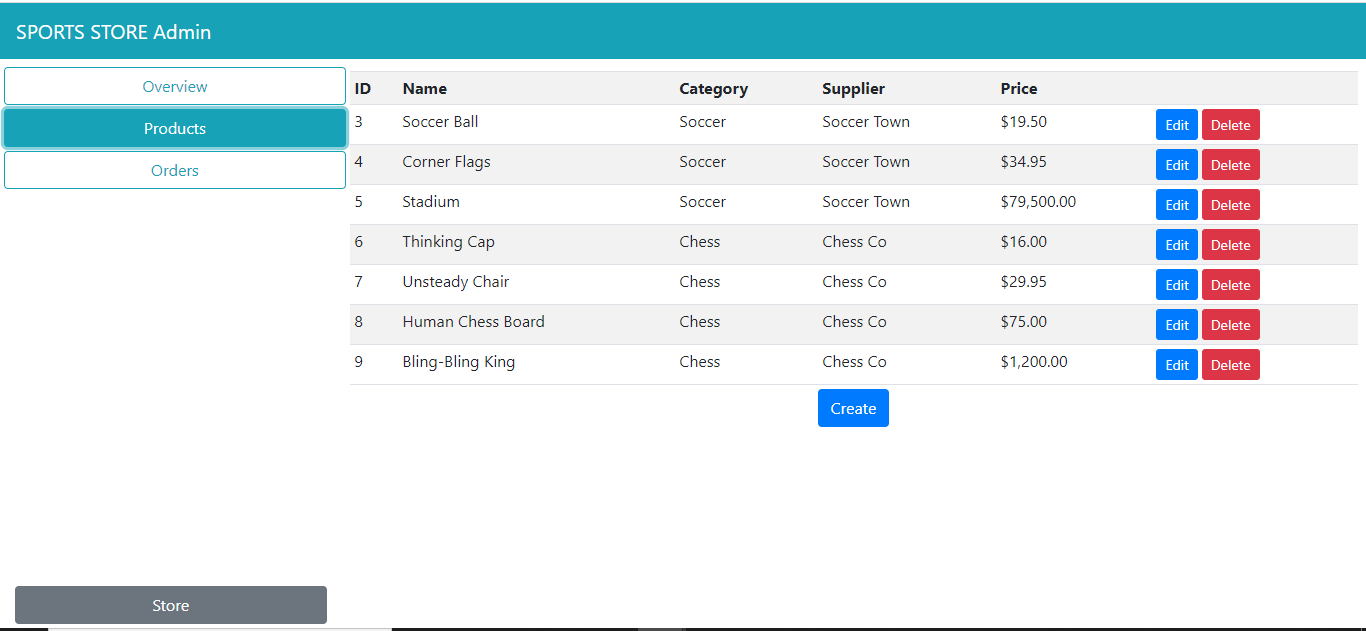 SPORTS STORE Admin
Overview
Products
Orders
Store
ID Name Category Supplier Price
3 Soccer Ball Soccer Soccer Town $19.50 Edit Delete
4 Corner Flags Soccer Soccer Town $34.95 Edit Delete
5 Stadium Soccer Soccer Town $79,500.00 Edit Delete
6 Thinking Cap Chess Chess Co $16.00 Edit Delete
7 Unsteady Chair Chess Chess Co $29.95 Edit Delete
8 Human Chess Board Chess Chess Co $75.00 Edit Delete
9 Bling-Bling King Chess Chess Co $1,200.00 Edit Delete
Create